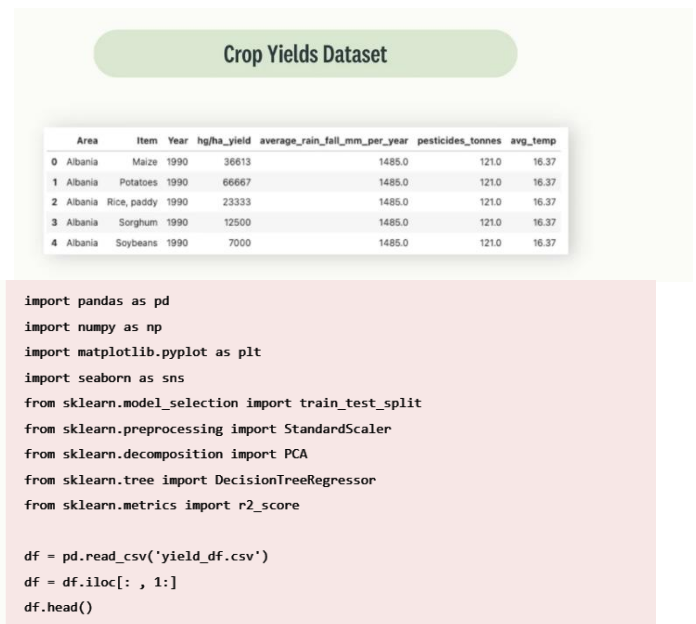 Crop Yields Dataset
Area Item Year hg/ha_yield average_rain_fall_mm_per_year pesticides_tonnes avg_temp
0 Albania Maize 1990 36613 1485.0 121.0 16.37
1 Albania Potatoes 1990 66667 1485.0 121.0 16.37
2 Albania Rice, paddy 1990 23333 1485.0 121.0 16.37
3 Albania Sorghum 1990 12500 1485.0 121.0 16.37
4 Albania Soybeans 1990 7000 1485.0 121.0 16.37
import pandas as pd
import numpy as np
import matplotlib.pyplot as plt
import seaborn as sns
from sklearn.model_selection import train_test_split
from sklearn.preprocessing import StandardScaler
from sklearn.decomposition import PCA
from sklearn.tree import DecisionTreeRegressor
from sklearn.metrics import r2_score
df = pd.read_csv('yield_df.csv')
df = df.iloc[: , 1:]
df.head()